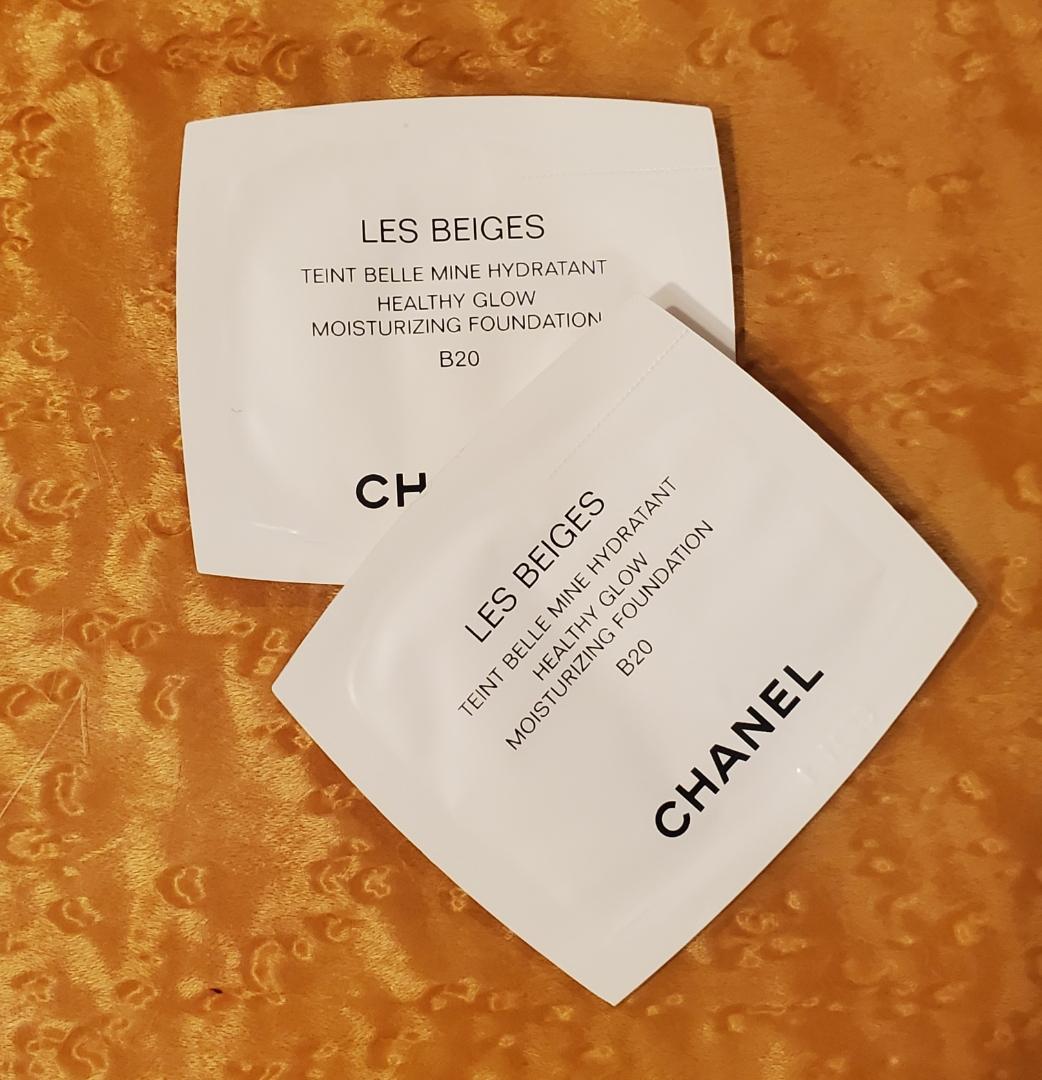 LES BEIGES
TEINT BELLE MINE HYDRATANT
HEALTHY GLOW
MOISTURIZING FOUNDATION
B20
CH
LES BEIGES
TEINT BELLE MINE HYDRATANT
HEALTHY GLOW
MOISTURIZING FOUNDATION
B20
CHANEL